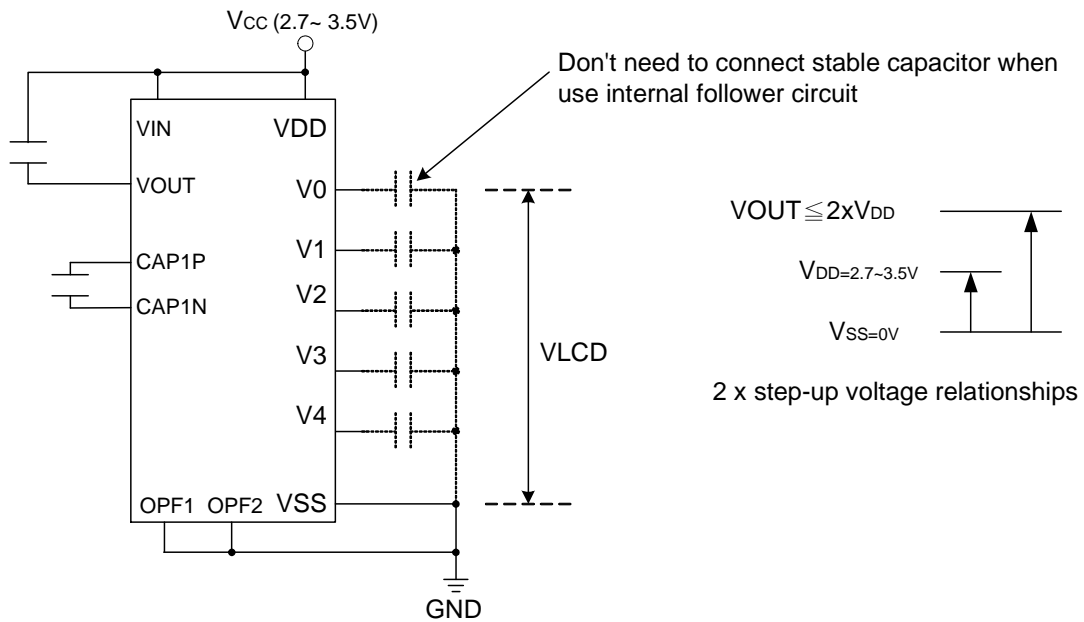 VCC (2.7~ 3.5V)
Don't need to connect stable capacitor when
use internal follower circuit
VIN
VDD
VOUT
V0
V1
CAP1P
V2
CAP1N
V3
V4
OPF1
OPF2
VSS
GND
VLCD
VOUT≦2xVDD
VDD=2.7~3.5V
VSS=0V
2 x step-up voltage relationships